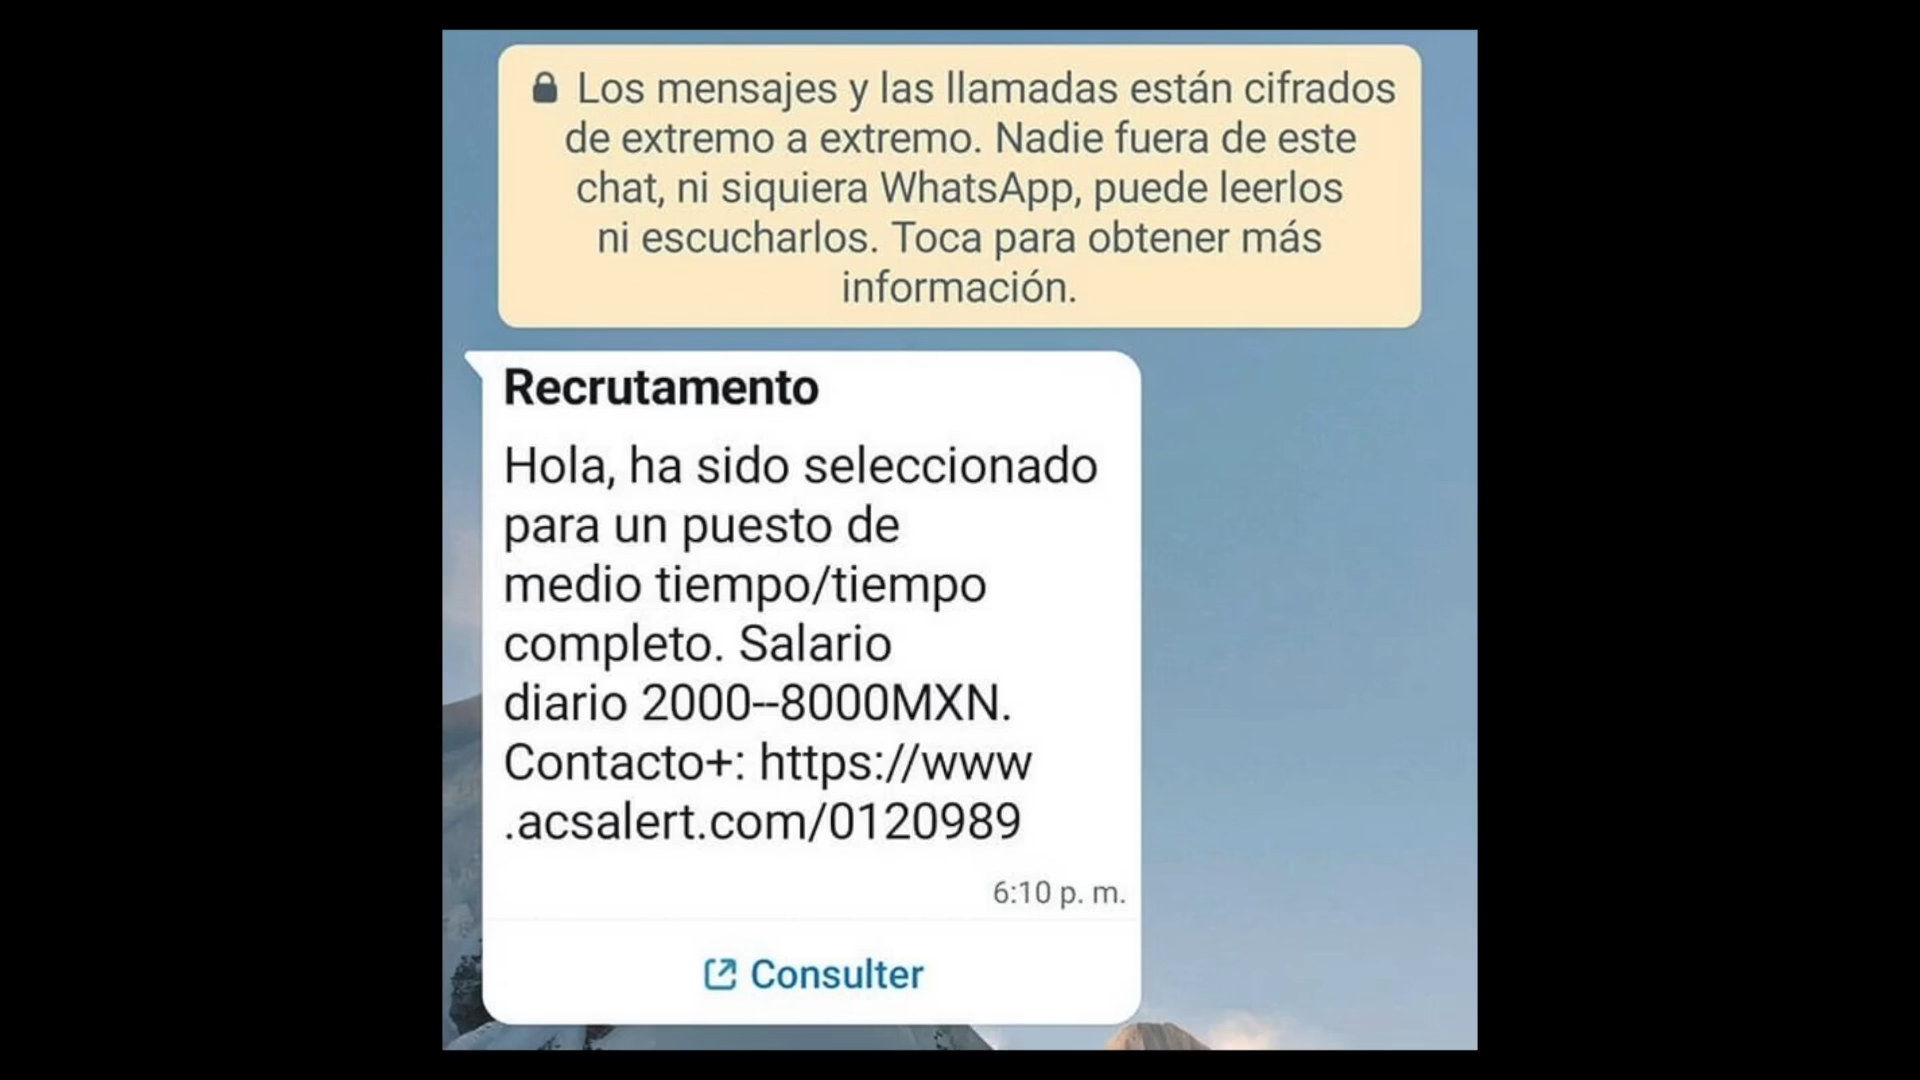 Los mensajes y las llamadas están cifrados
de extremo a extremo. Nadie fuera de este
chat, ni siquiera WhatsApp, puede leerlos
ni escucharlos. Toca para obtener más
información.
Recrutamento
Hola, ha sido seleccionado
para un puesto de
medio tiempo/tiempo
completo. Salario
diario 2000--8000MXN.
Contacto+: https://www
.acsalert.com/0120989
6:10 p. m.
Consulter